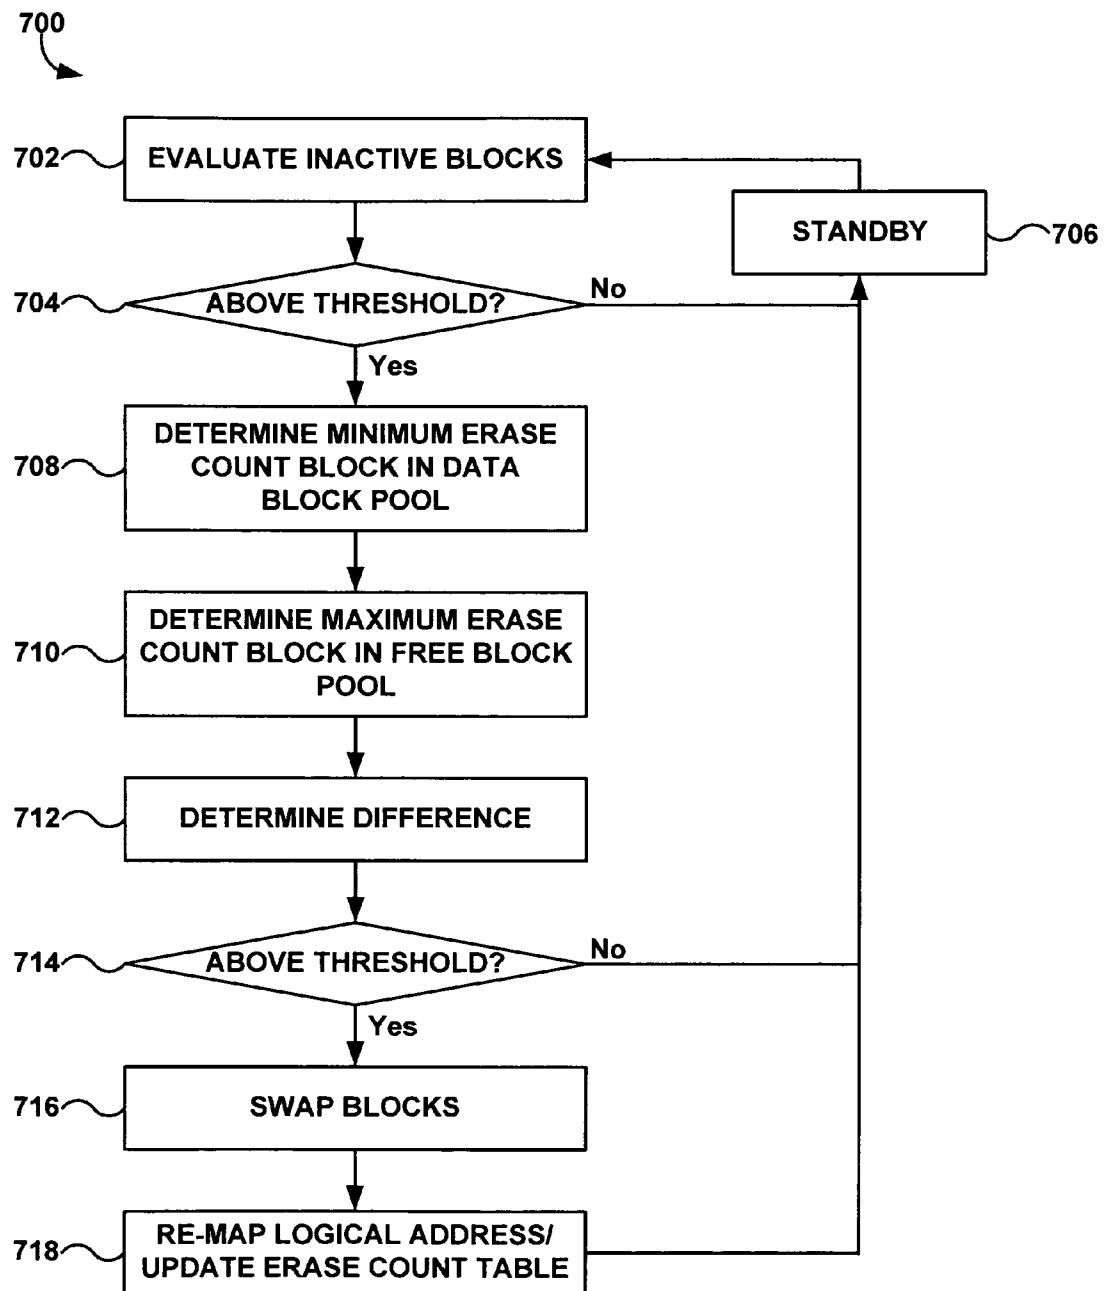 700
702
EVALUATE INACTIVE BLOCKS
STANDBY
706
704
ABOVE THRESHOLD?
No
Yes
708
DETERMINE MINIMUM ERASE
COUNT BLOCK IN DATA
BLOCK POOL
710
DETERMINE MAXIMUM ERASE
COUNT BLOCK IN FREE BLOCK
POOL
712
DETERMINE DIFFERENCE
714
ABOVE THRESHOLD?
No
Yes
716
SWAP BLOCKS
718
RE-MAP LOGICAL ADDRESS/
UPDATE ERASE COUNT TABLE